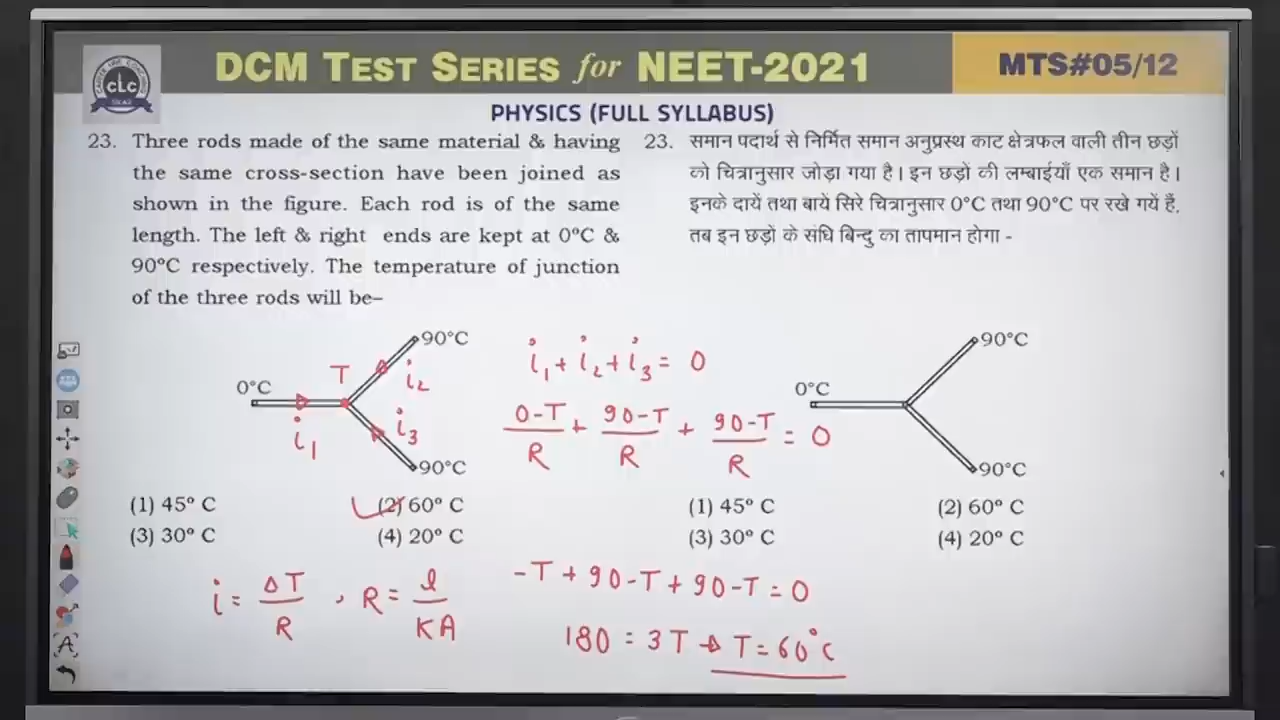 DCM TEST SERIES for NEET-2021
MTS#05/12
CLC
PHYSICS (FULL SYLLABUS)
23. Three rods made of the same material & having
the same cross-section have been joined as
shown in the figure. Each rod is of the same
length. The left & right ends are kept at 0°C &
90°C respectively. The temperature of junction
of the three rods will be–
0°C
90°C
90°C
T
i₁
i₂
i₃
(1) 45° C (2) 60° C
(3) 30° C (4) 20° C
i = ΔT/R , R = l/KA
i₁ + i₂ + i₃ = 0
0-T/R + 90-T/R + 90-T/R = 0
-T + 90-T + 90-T = 0
180 = 3T → T = 60°C
23. समान पदार्थ से निर्मित समान अनुप्रस्थ काट क्षेत्रफल वाली तीन छड़ों
को चित्रानुसार जोड़ा गया है। इन छड़ों की लम्बाईयाँ एक समान है।
इनके दायें तथा बायें सिरे चित्रानुसार 0°C तथा 90°C पर रखे गयें हैं,
तब इन छड़ों के संधि बिन्दु का तापमान होगा -
0°C
90°C
90°C
(1) 45° C (2) 60° C
(3) 30° C (4) 20° C